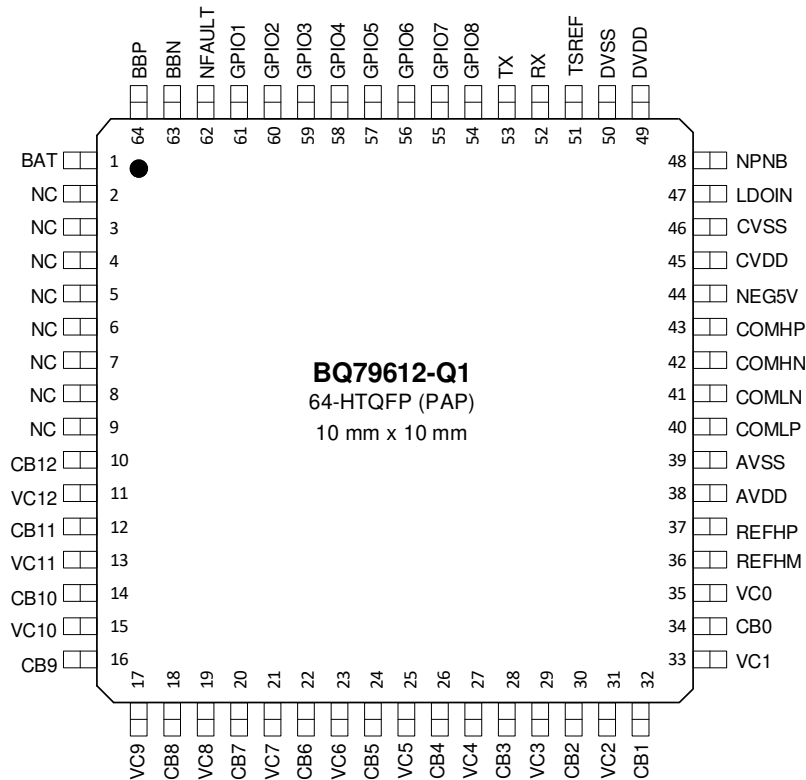 BBP
BBN
NFAULT
GPIO1
GPIO2
GPIO3
GPIO4
GPIO5
GPIO6
GPIO7
GPIO8
TX
RX
TSREF
DVSS
DVDD
64
63
62
61
60
59
58
57
56
55
54
53
52
51
50
49
BAT 1
NC 2
NC 3
NC 4
NC 5
NC 6
NC 7
NC 8
NC 9
CB12 10
VC12 11
CB11 12
VC11 13
CB10 14
VC10 15
CB9 16
BQ79612-Q1
64-HTQFP (PAP)
10 mm x 10 mm
48 NPNB
47 LDOIN
46 CVSS
45 CVDD
44 NEG5V
43 COMHP
42 COMHN
41 COMLN
40 COMLP
39 AVSS
38 AVDD
37 REFHP
36 REFHM
35 VC0
34 CB0
33 VC1
17
18
19
20
21
22
23
24
25
26
27
28
29
30
31
32
VC9
CB8
VC8
CB7
VC7
CB6
VC6
CB5
VC5
CB4
VC4
CB3
VC3
CB2
VC2
CB1